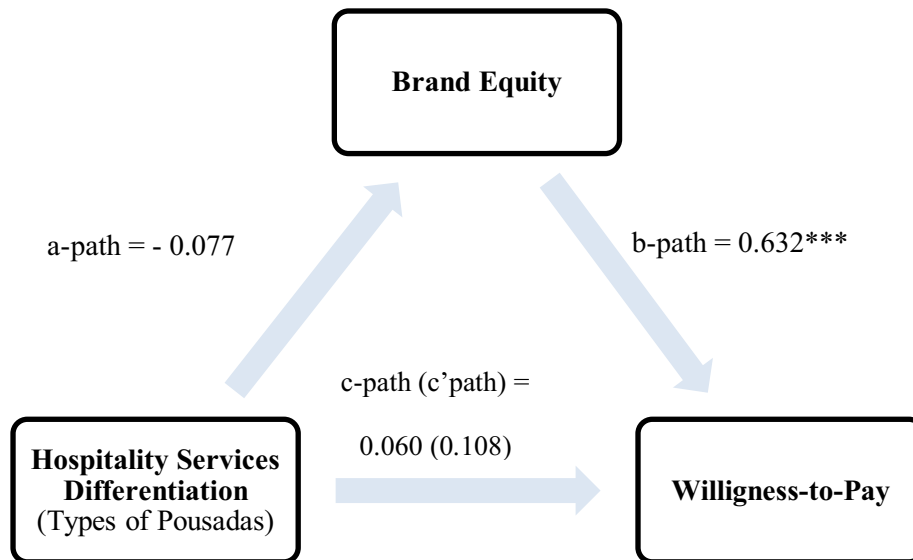 Brand Equity
a-path = - 0.077
b-path = 0.632***
c-path (c’path) =
0.060 (0.108)
Hospitality Services
Differentiation
(Types of Pousadas)
Willigness-to-Pay